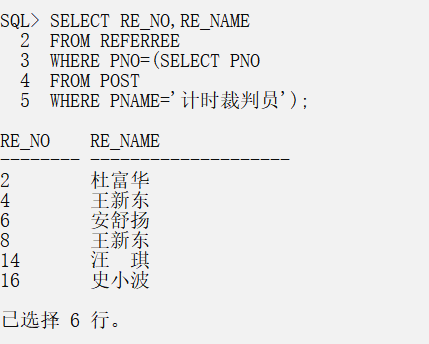 SQL> SELECT RE_NO,RE_NAME
  2  FROM REFERREE
  3  WHERE PNO=(SELECT PNO
  4  FROM POST
  5  WHERE PNAME='计时裁判员');
RE_NO    RE_NAME
-------- --------------------
2        杜富华
4        王新东
6        安舒扬
8        王新东
14       汪　琪
16       史小波
已选择 6 行。